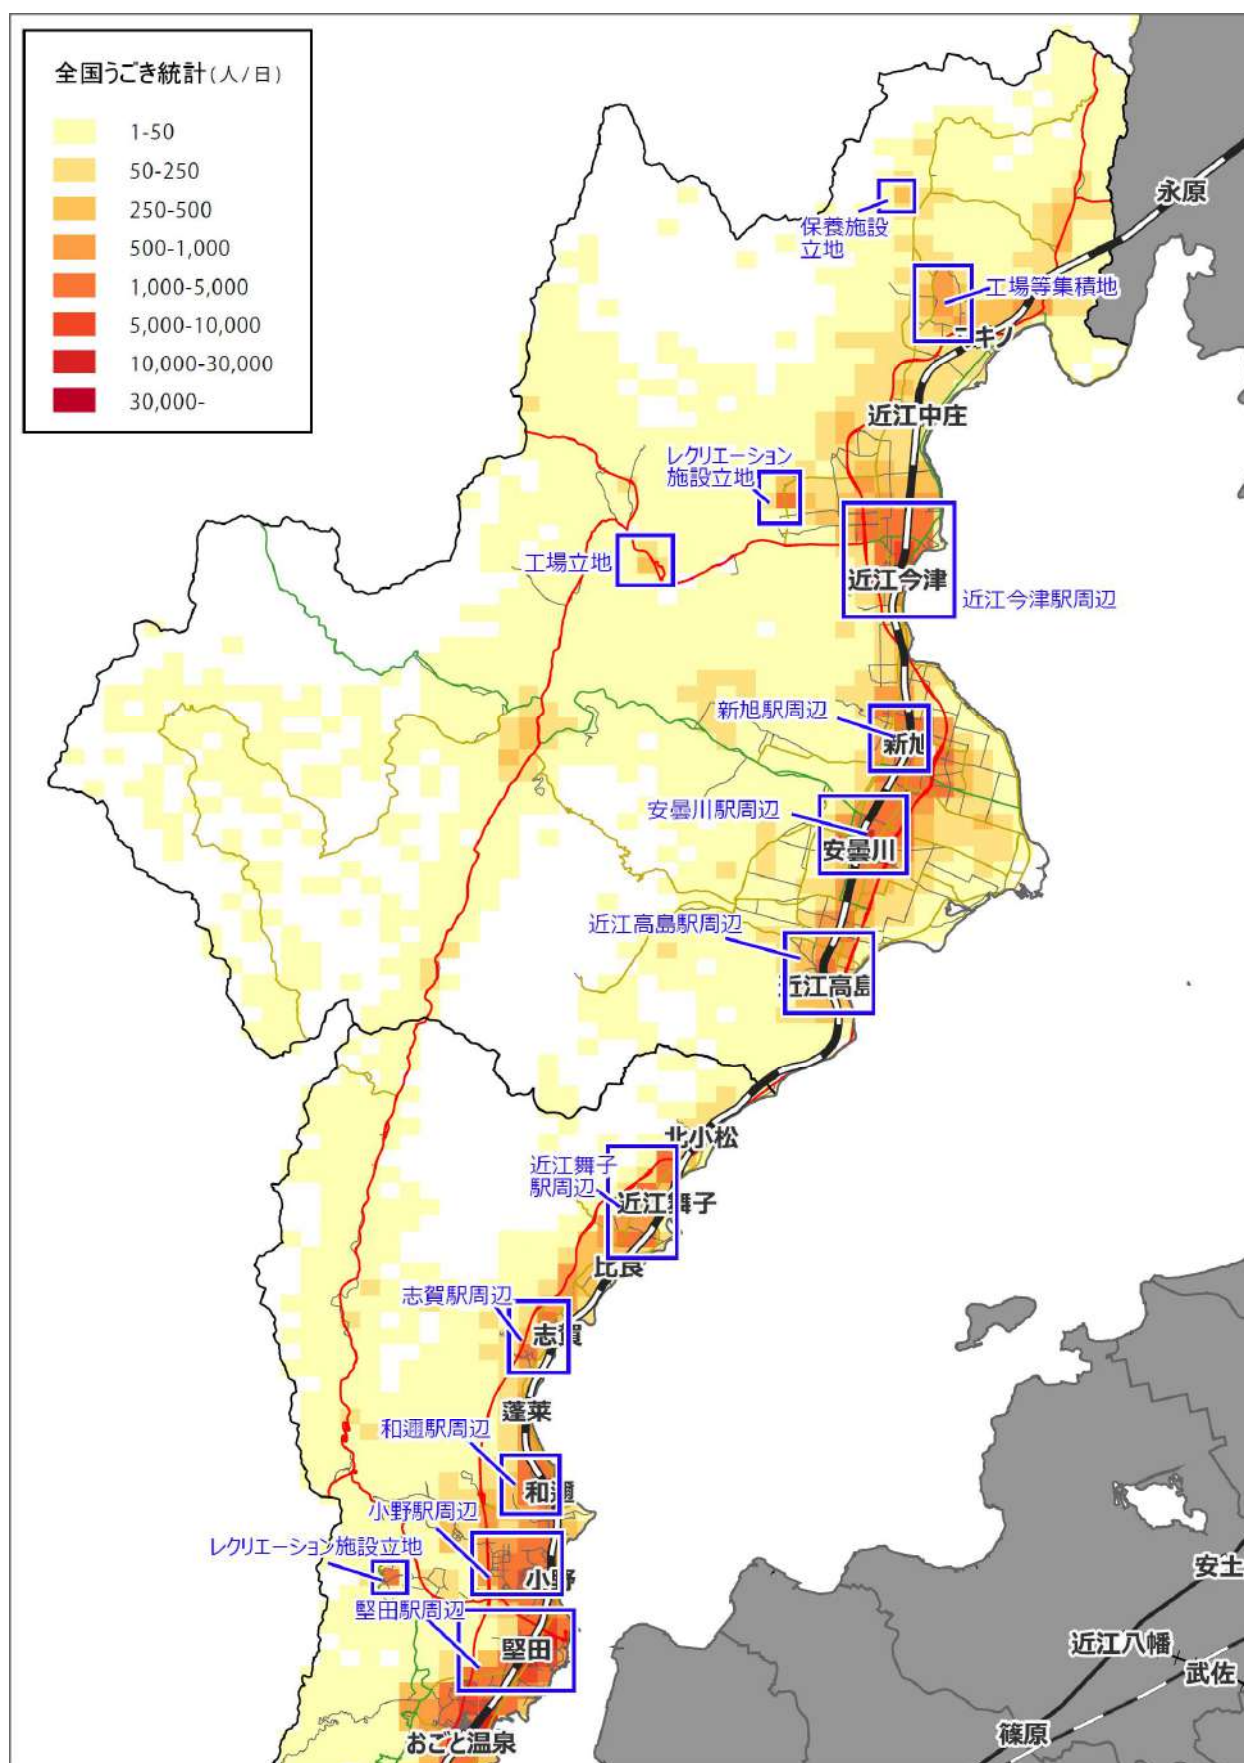 全国うごき統計(人/日)
1-50
50-250
250-500
500-1,000
1,000-5,000
5,000-10,000
10,000-30,000
30,000-
永原
保養施設
立地
工場等集積地
近江中庄
レクリエーション
施設立地
工場立地
近江今津
近江今津駅周辺
新旭駅周辺
新旭
安曇川駅周辺
安曇川
近江高島駅周辺
近江高島
北小松
近江舞子
駅周辺
近江舞子
比良
志賀駅周辺
志賀
蓬莱
和邇駅周辺
和邇
小野駅周辺
レクリエーション施設立地
小野
安土
堅田駅周辺
堅田
近江八幡
武佐
おごと温泉
篠原